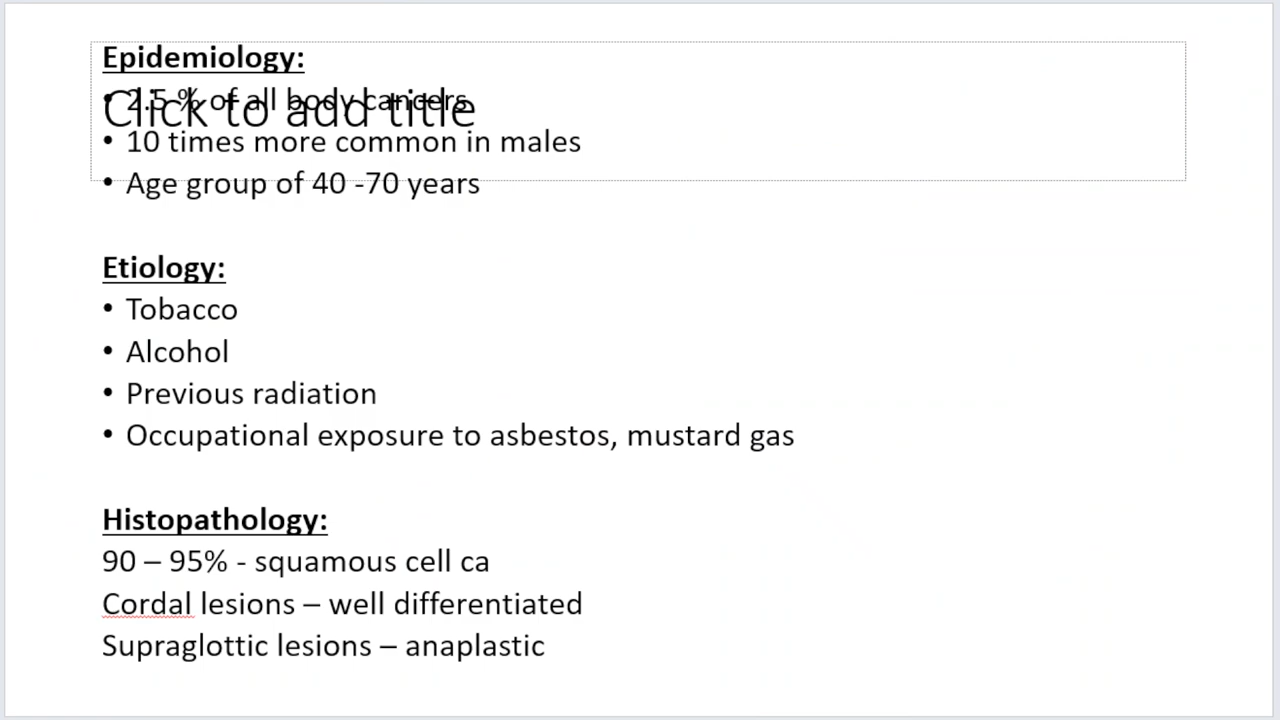 Epidemiology:
• 2.5 % of all body cancers
Click to add title
• 10 times more common in males
• Age group of 40 -70 years
Etiology:
• Tobacco
• Alcohol
• Previous radiation
• Occupational exposure to asbestos, mustard gas
Histopathology:
90 – 95% - squamous cell ca
Cordal lesions – well differentiated
Supraglottic lesions – anaplastic